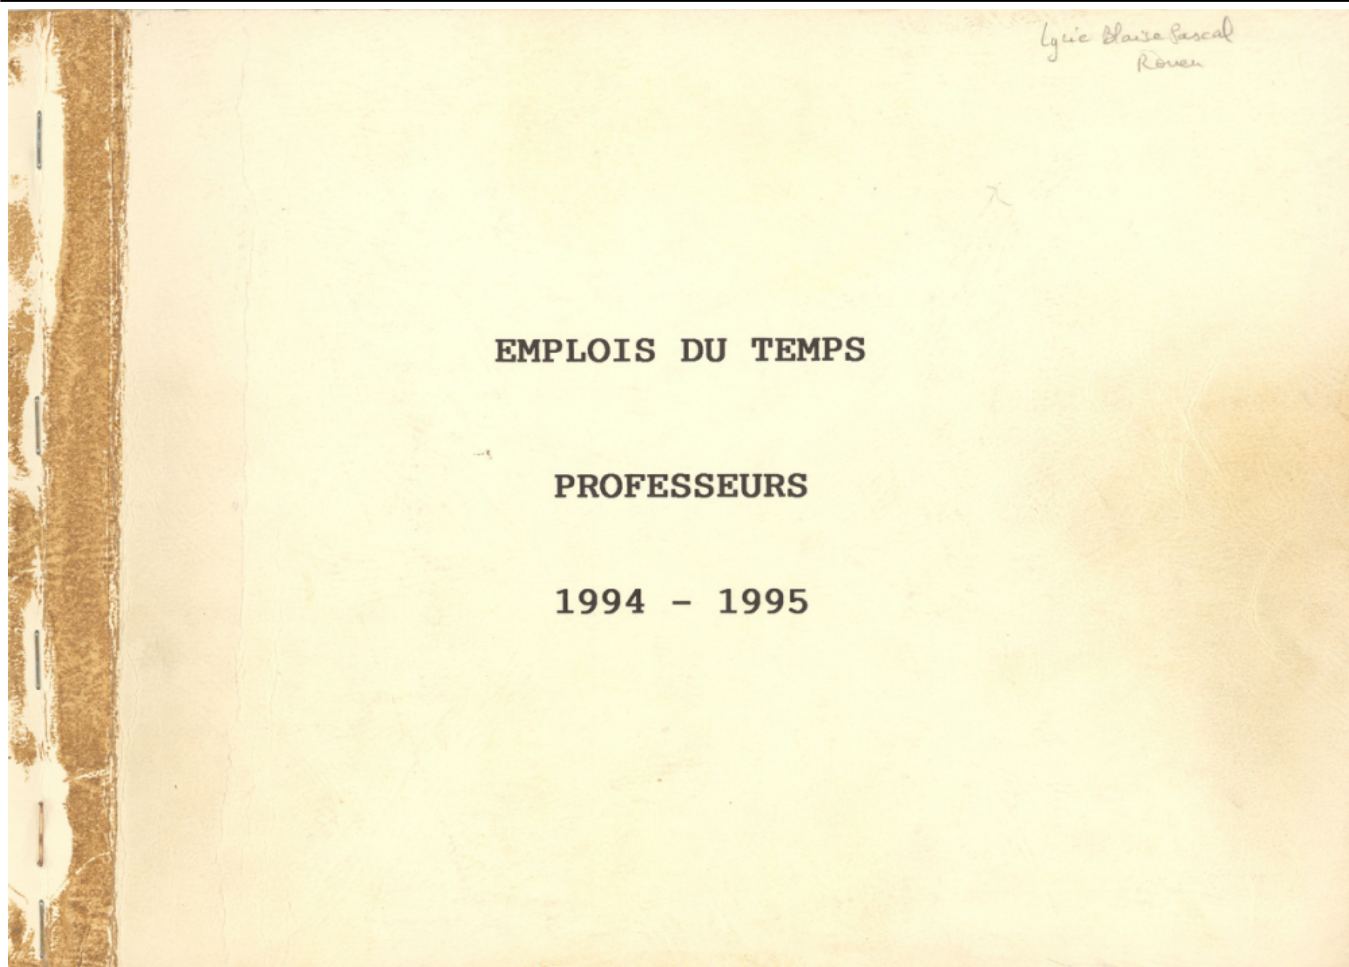 Lycée Blaise Pascal
Rouen
EMPLOIS DU TEMPS
PROFESSEURS
1994 - 1995